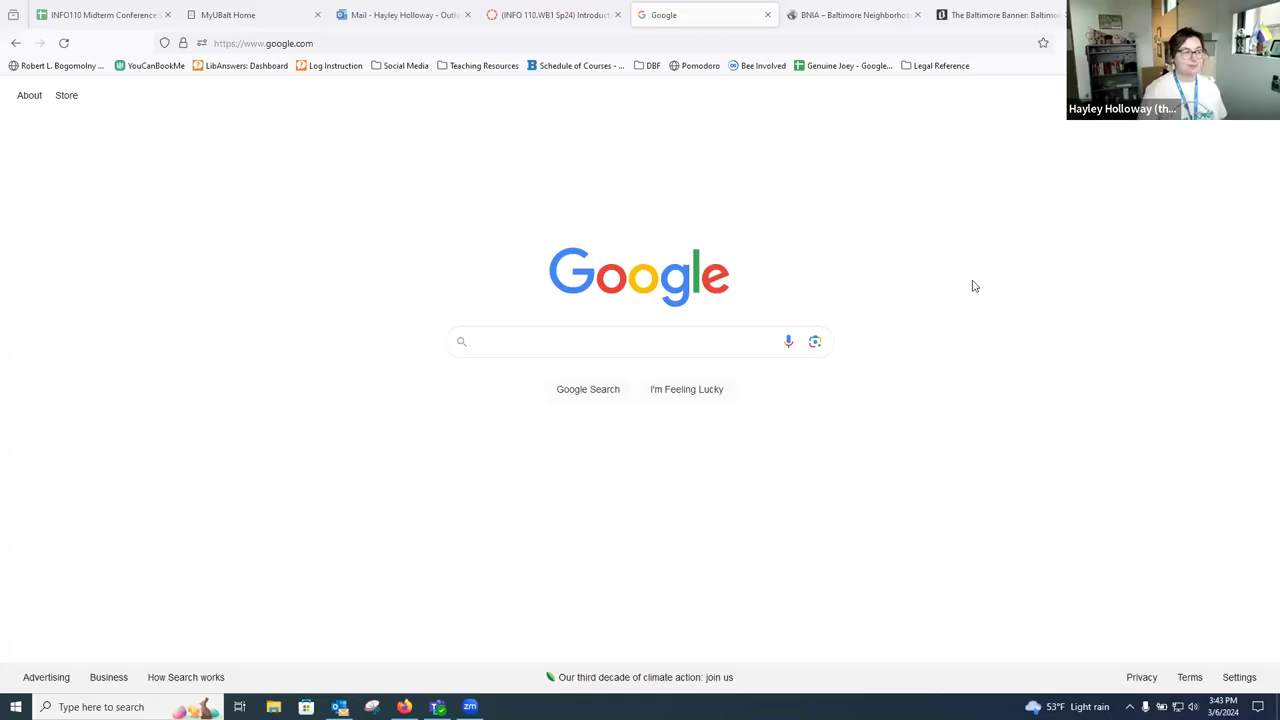 INFO110 Midterm Conference S
MyUBalt Home
Mail - Hayley Holloway - Outlo
(INFO 110.WB1 Sp24) Introducti
Google
BNIA – Baltimore Neighborhoo
The Baltimore Banner: Baltimor
https://www.google.com
Robert L. Bogomolny ...
YouCanBookMe
LibAnswers: Dashboard
Log Instruction
Social Media
Teaching Resources
Schedule of Courses - ...
DBF
Pomodoro
Bee Involved
Genuine Joey - Google...
Legal Reference
Hayley Holloway (th...
About
Store
Google
Google Search
I'm Feeling Lucky
Advertising
Business
How Search works
Our third decade of climate action: join us
Privacy
Terms
Settings
Type here to search
53°F Light rain
3:43 PM
3/6/2024